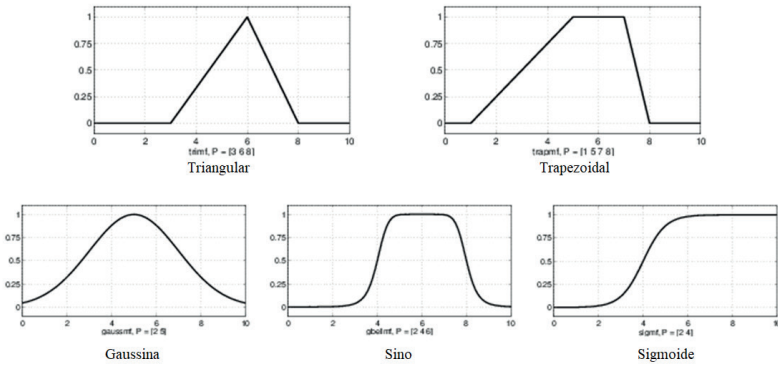 1
0.75
0.5
0.25
0
0 2 4 6 8 10
trimf, P = [3 6 8]
Triangular
1
0.75
0.5
0.25
0
0 2 4 6 8 10
trapmf, P = [1 5 7 8]
Trapezoidal
1
0.75
0.5
0.25
0
0 2 4 6 8 10
gaussmf, P = [2 5]
Gaussina
1
0.75
0.5
0.25
0
0 2 4 6 8 10
gbellmf, P = [2 4 6]
Sino
1
0.75
0.5
0.25
0
0 2 4 6 8 10
sigmf, P = [2 4]
Sigmoide